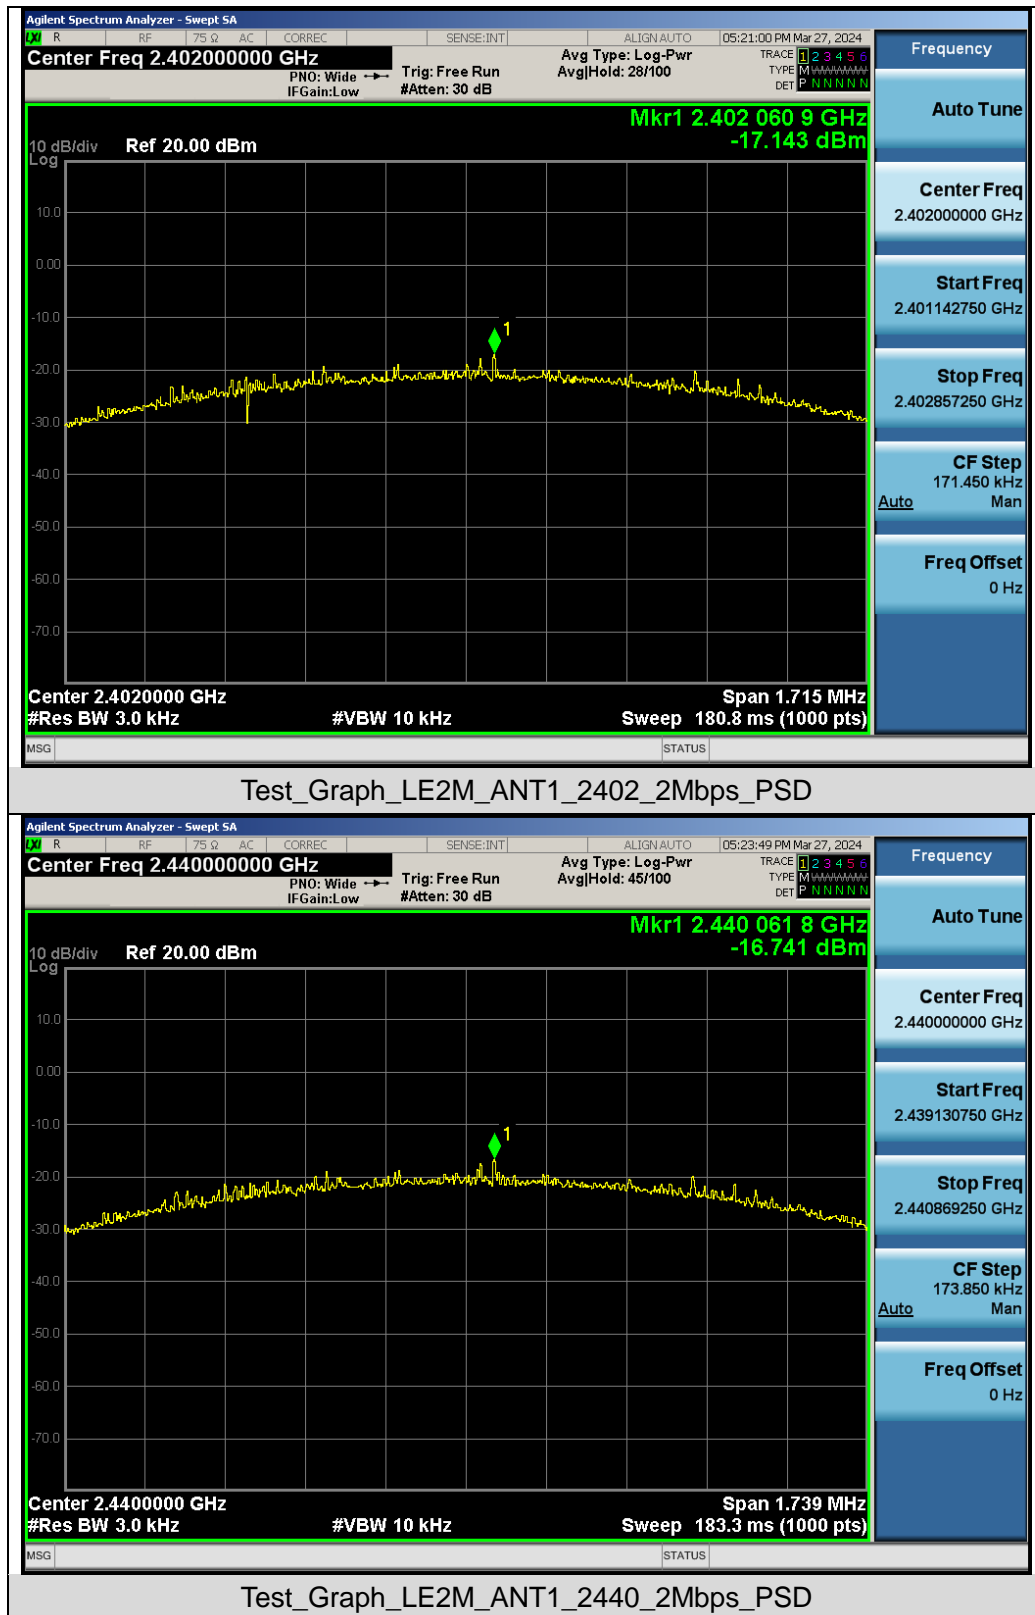 Agilent Spectrum Analyzer - Swept SA
LXI R RF 75 Ω AC CORREC SENSE:INT ALIGN AUTO 05:21:00 PM Mar 27, 2024
Center Freq 2.402000000 GHz
PNO: Wide
IFGain:Low
Trig: Free Run
#Atten: 30 dB
Avg Type: Log-Pwr
Avg|Hold: 28/100
TRACE 1 2 3 4 5 6
TYPE M
DET P N N N N N
Mkr1 2.402 060 9 GHz
-17.143 dBm
10 dB/div Ref 20.00 dBm
Log
10.0
0.00
-10.0
1
-20.0
-30.0
-40.0
-50.0
-60.0
-70.0
Center 2.4020000 GHz Span 1.715 MHz
#Res BW 3.0 kHz #VBW 10 kHz Sweep 180.8 ms (1000 pts)
MSG STATUS
Frequency
Auto Tune
Center Freq
2.402000000 GHz
Start Freq
2.401142750 GHz
Stop Freq
2.402857250 GHz
CF Step
171.450 kHz
Auto Man
Freq Offset
0 Hz
Test_Graph_LE2M_ANT1_2402_2Mbps_PSD
Agilent Spectrum Analyzer - Swept SA
LXI R RF 75 Ω AC CORREC SENSE:INT ALIGN AUTO 05:23:49 PM Mar 27, 2024
Center Freq 2.440000000 GHz
PNO: Wide
IFGain:Low
Trig: Free Run
#Atten: 30 dB
Avg Type: Log-Pwr
Avg|Hold: 45/100
TRACE 1 2 3 4 5 6
TYPE M
DET P N N N N N
Mkr1 2.440 061 8 GHz
-16.741 dBm
10 dB/div Ref 20.00 dBm
Log
10.0
0.00
-10.0
1
-20.0
-30.0
-40.0
-50.0
-60.0
-70.0
Center 2.4400000 GHz Span 1.739 MHz
#Res BW 3.0 kHz #VBW 10 kHz Sweep 183.3 ms (1000 pts)
MSG STATUS
Frequency
Auto Tune
Center Freq
2.440000000 GHz
Start Freq
2.439130750 GHz
Stop Freq
2.440869250 GHz
CF Step
173.850 kHz
Auto Man
Freq Offset
0 Hz
Test_Graph_LE2M_ANT1_2440_2Mbps_PSD